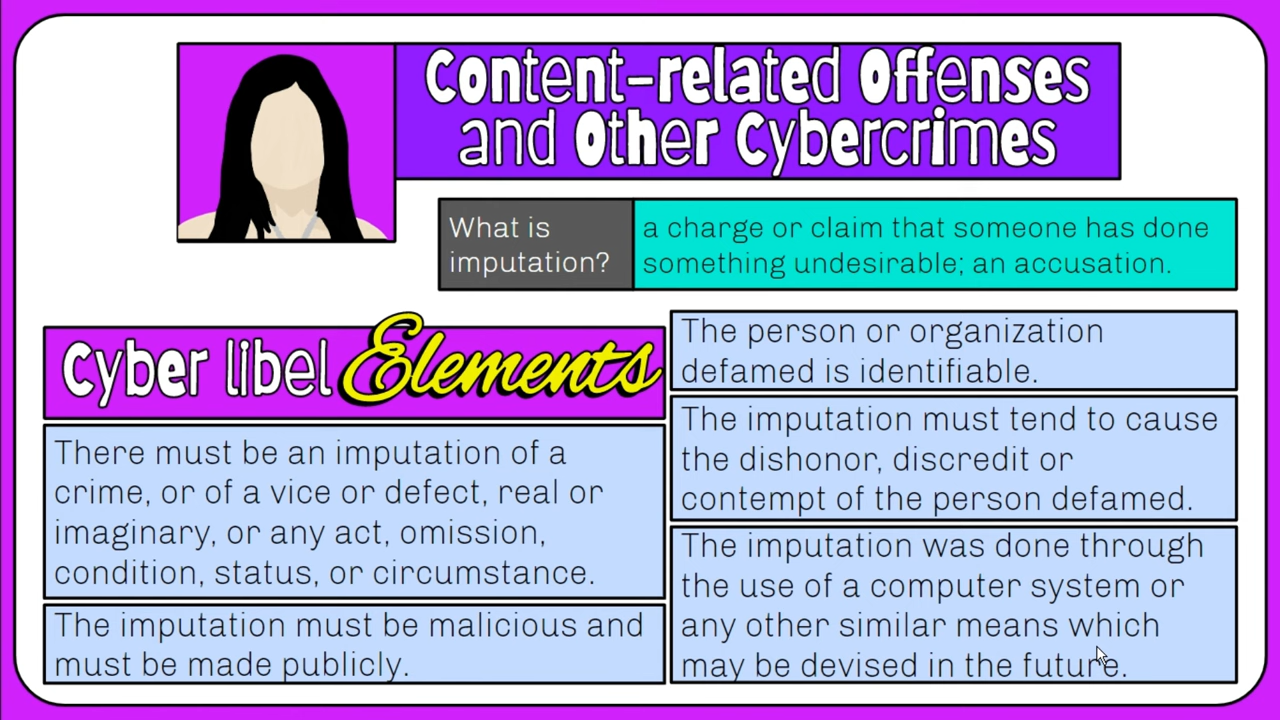 Content-related Offenses
and Other Cybercrimes
What is
imputation?
a charge or claim that someone has done
something undesirable; an accusation.
Cyber libel Elements
There must be an imputation of a
crime, or of a vice or defect, real or
imaginary, or any act, omission,
condition, status, or circumstance.
The imputation must be malicious and
must be made publicly.
The person or organization
defamed is identifiable.
The imputation must tend to cause
the dishonor, discredit or
contempt of the person defamed.
The imputation was done through
the use of a computer system or
any other similar means which
may be devised in the future.